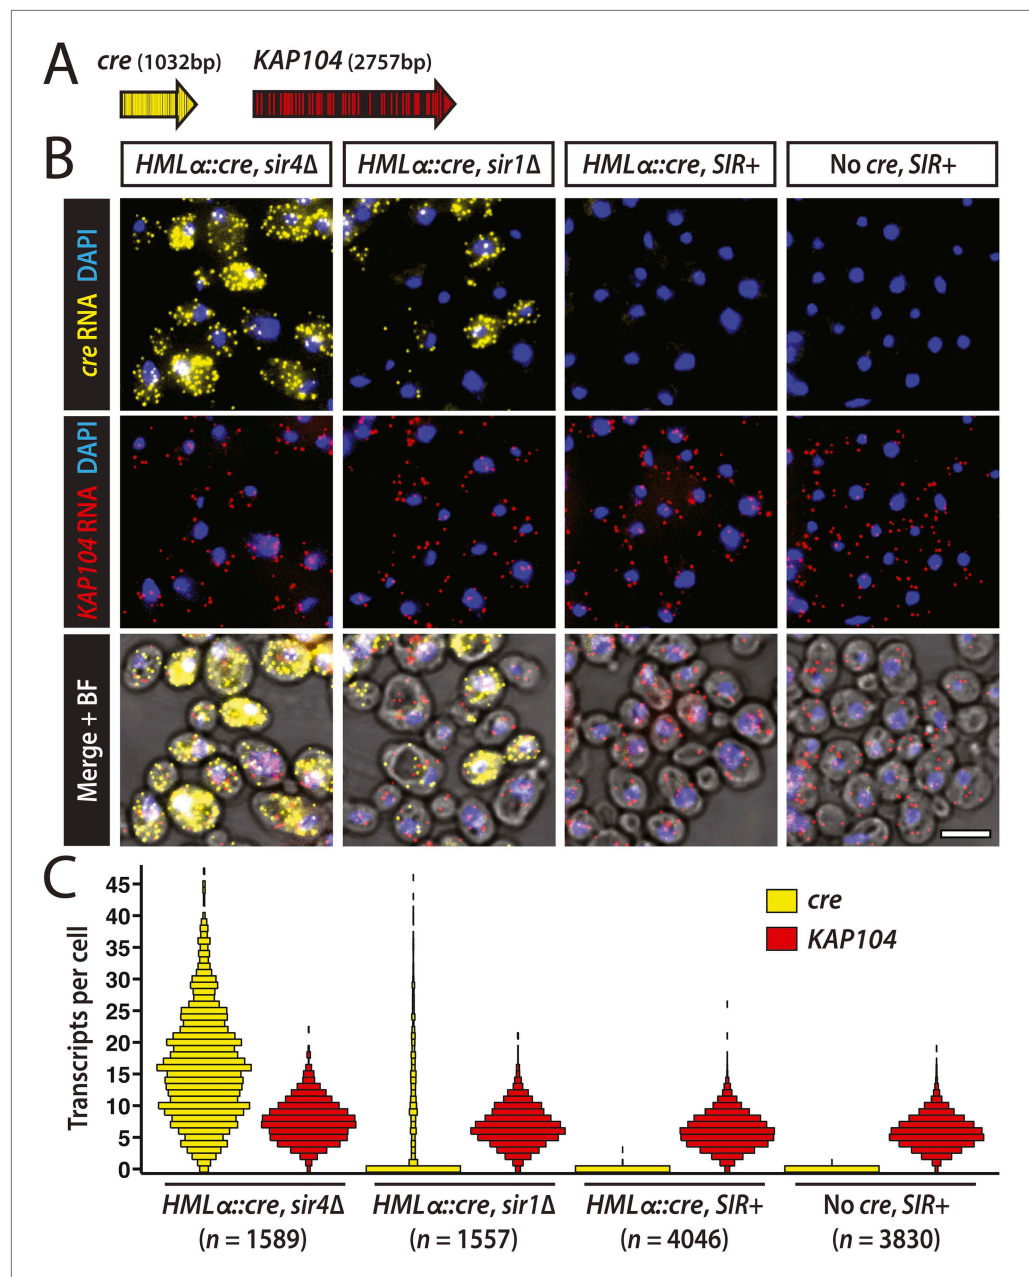 A
cre (1032bp)
KAP104 (2757bp)
B
HMLα::cre, sir4Δ
HMLα::cre, sir1Δ
HMLα::cre, SIR+
No cre, SIR+
cre RNA DAPI
KAP104 RNA DAPI
Merge + BF
C
Transcripts per cell
45
40
35
30
25
20
15
10
5
0
cre
KAP104
HMLα::cre, sir4Δ
(n = 1589)
HMLα::cre, sir1Δ
(n = 1557)
HMLα::cre, SIR+
(n = 4046)
No cre, SIR+
(n = 3830)